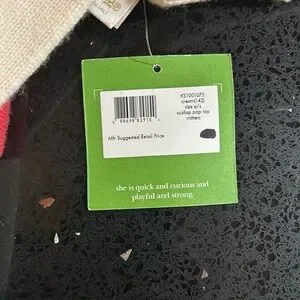 KS1001075
cream(142)
size o/s
scallop pop top
mittens
Mfr Suggested Retail Price
she is quick and curious and
playful and strong.